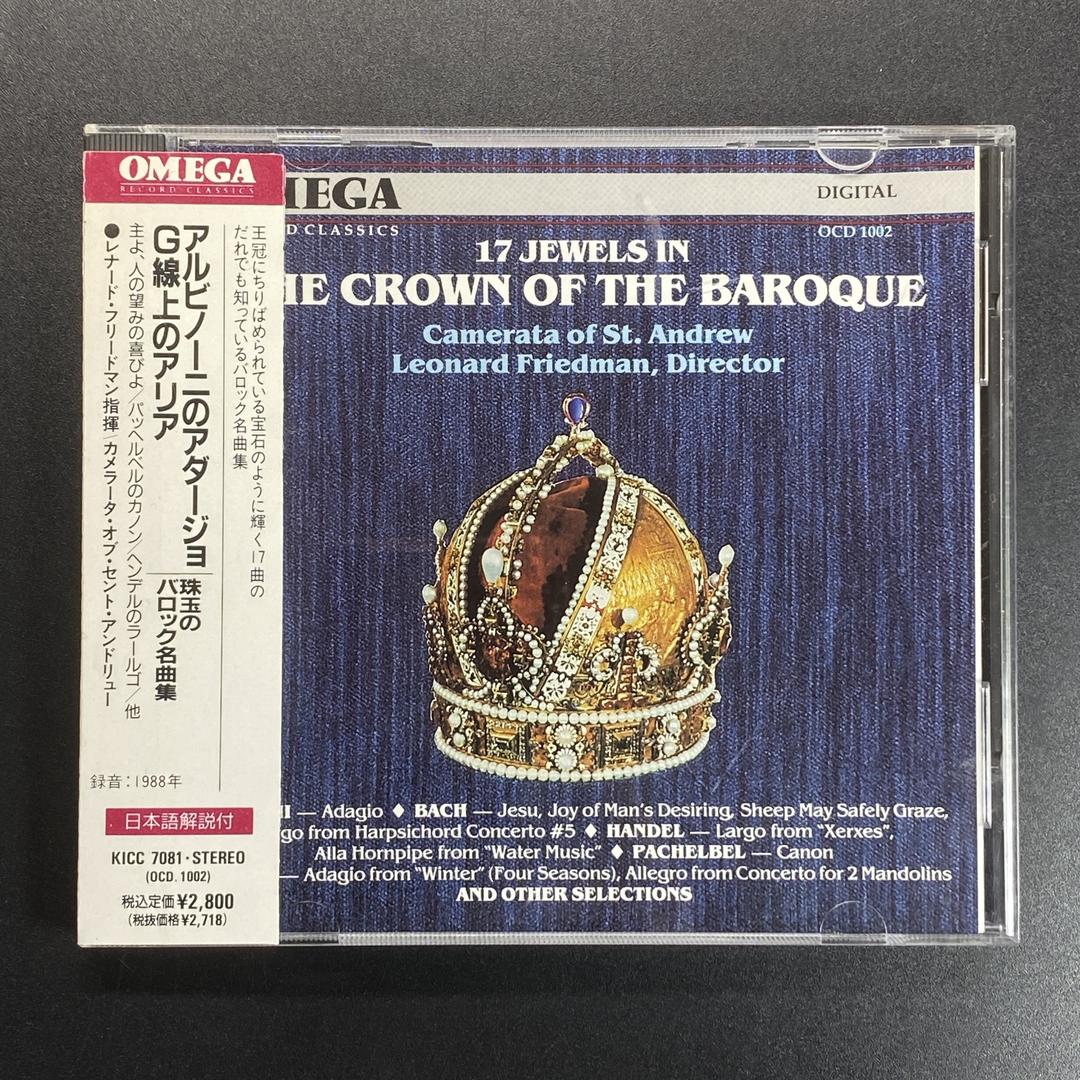 OMEGA
RECORD CLASSICS
王冠にちりばめられている宝石のように輝く17曲の
だれでも知っているバロック名曲集
アルビノーニのアダージョ
G線上のアリア
珠玉の
バロック名曲集
主よ、人の望みの喜びよ/パッヘルベルのカノン/ヘンデルのラールゴ/他
●レナード・フリードマン指揮/カメラータ・オブ・セント・アンドリュー
録音:1988年
日本語解説付
KICC 7081・STEREO
(OCD. 1002)
税込定価¥2,800
(税抜価格¥2,718)
MEGA
D CLASSICS
DIGITAL
OCD 1002
17 JEWELS IN
HE CROWN OF THE BAROQUE
Camerata of St. Andrew
Leonard Friedman, Director
NI — Adagio ♦ BACH — Jesu, Joy of Man's Desiring, Sheep May Safely Graze,
go from Harpsichord Concerto #5 ♦ HANDEL — Largo from "Xerxes",
Alla Hornpipe from "Water Music" ♦ PACHELBEL — Canon
— Adagio from "Winter" (Four Seasons), Allegro from Concerto for 2 Mandolins
AND OTHER SELECTIONS